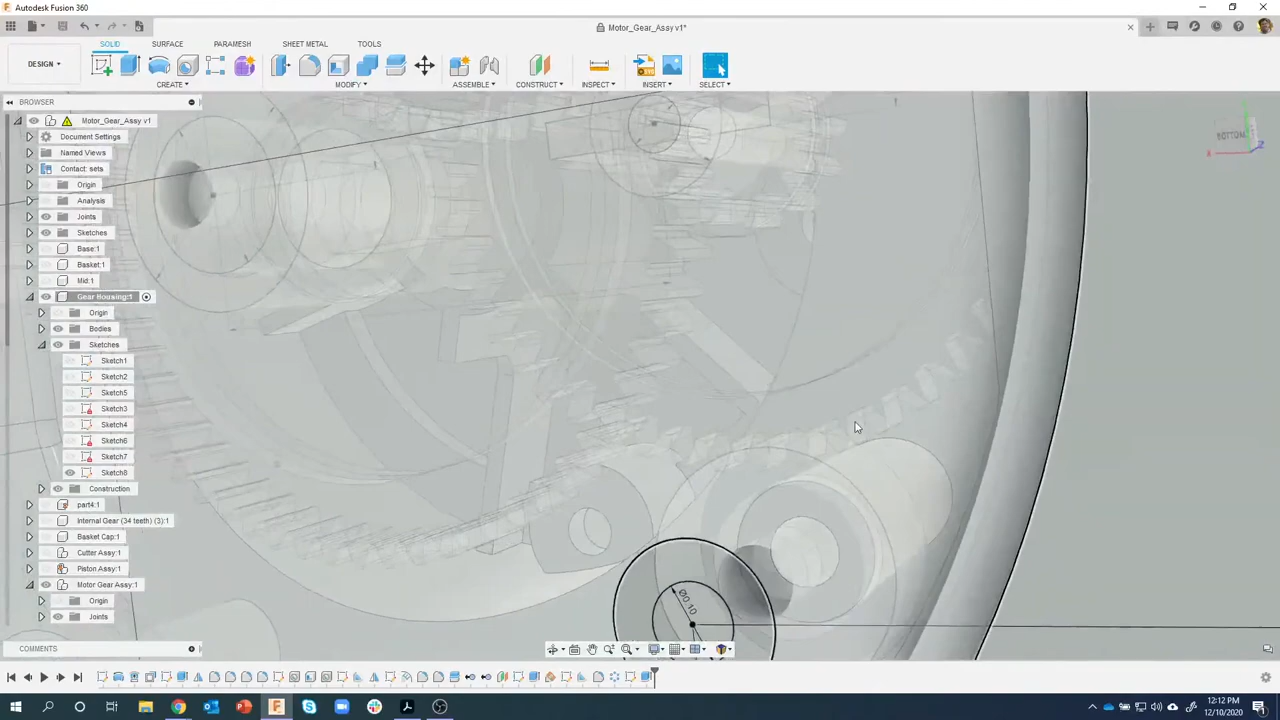 Autodesk Fusion 360
Motor_Gear_Assy v1*
SOLID SURFACE PARAMESH SHEET METAL TOOLS
DESIGN
CREATE MODIFY ASSEMBLE CONSTRUCT INSPECT INSERT SELECT
BROWSER
Motor_Gear_Assy v1
Document Settings
Named Views
Contact: sets
Origin
Analysis
Joints
Sketches
Base:1
Basket:1
Mid:1
Gear Housing:1
Origin
Bodies
Sketches
Sketch1
Sketch2
Sketch5
Sketch3
Sketch4
Sketch6
Sketch7
Sketch8
Construction
part4:1
Internal Gear (34 teeth) (3):1
Basket Cap:1
Cutter Assy:1
Piston Assy:1
Motor Gear Assy:1
Origin
Joints
COMMENTS
BOTTOM
X
Z
Ø0.10
12:12 PM
12/10/2020